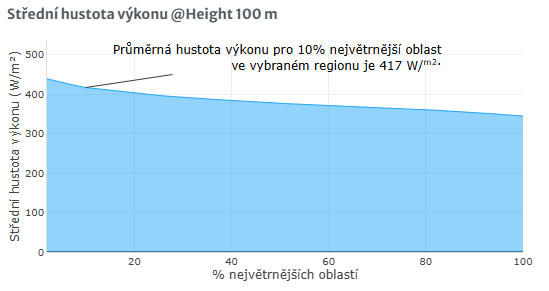 Střední hustota výkonu @Height 100 m
Průměrná hustota výkonu pro 10% největrnější oblast
ve vybraném regionu je 417 W/m2.
Střední hustota výkonu (W/m²)
500
400
300
200
100
0
20
40
60
80
100
% největrnějších oblastí